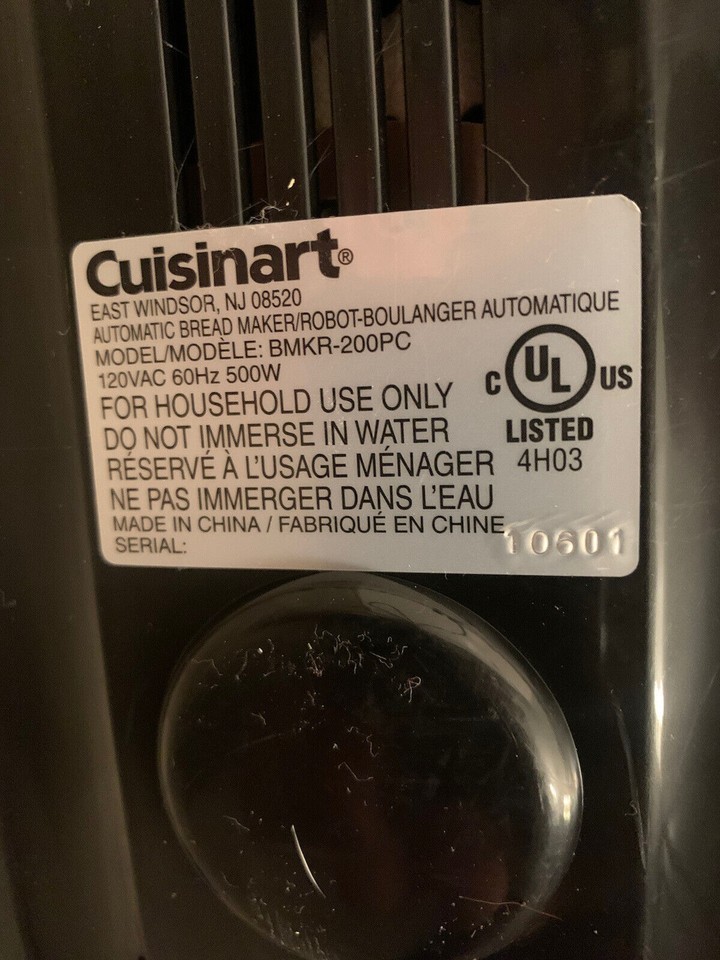 Cuisinart®
EAST WINDSOR, NJ 08520
AUTOMATIC BREAD MAKER/ROBOT-BOULANGER AUTOMATIQUE
MODEL/MODÈLE: BMKR-200PC
120VAC 60Hz 500W
FOR HOUSEHOLD USE ONLY
DO NOT IMMERSE IN WATER
RÉSERVÉ À L'USAGE MÉNAGER
NE PAS IMMERGER DANS L'EAU
MADE IN CHINA / FABRIQUÉ EN CHINE
SERIAL:
10601
C UL US
LISTED
4H03